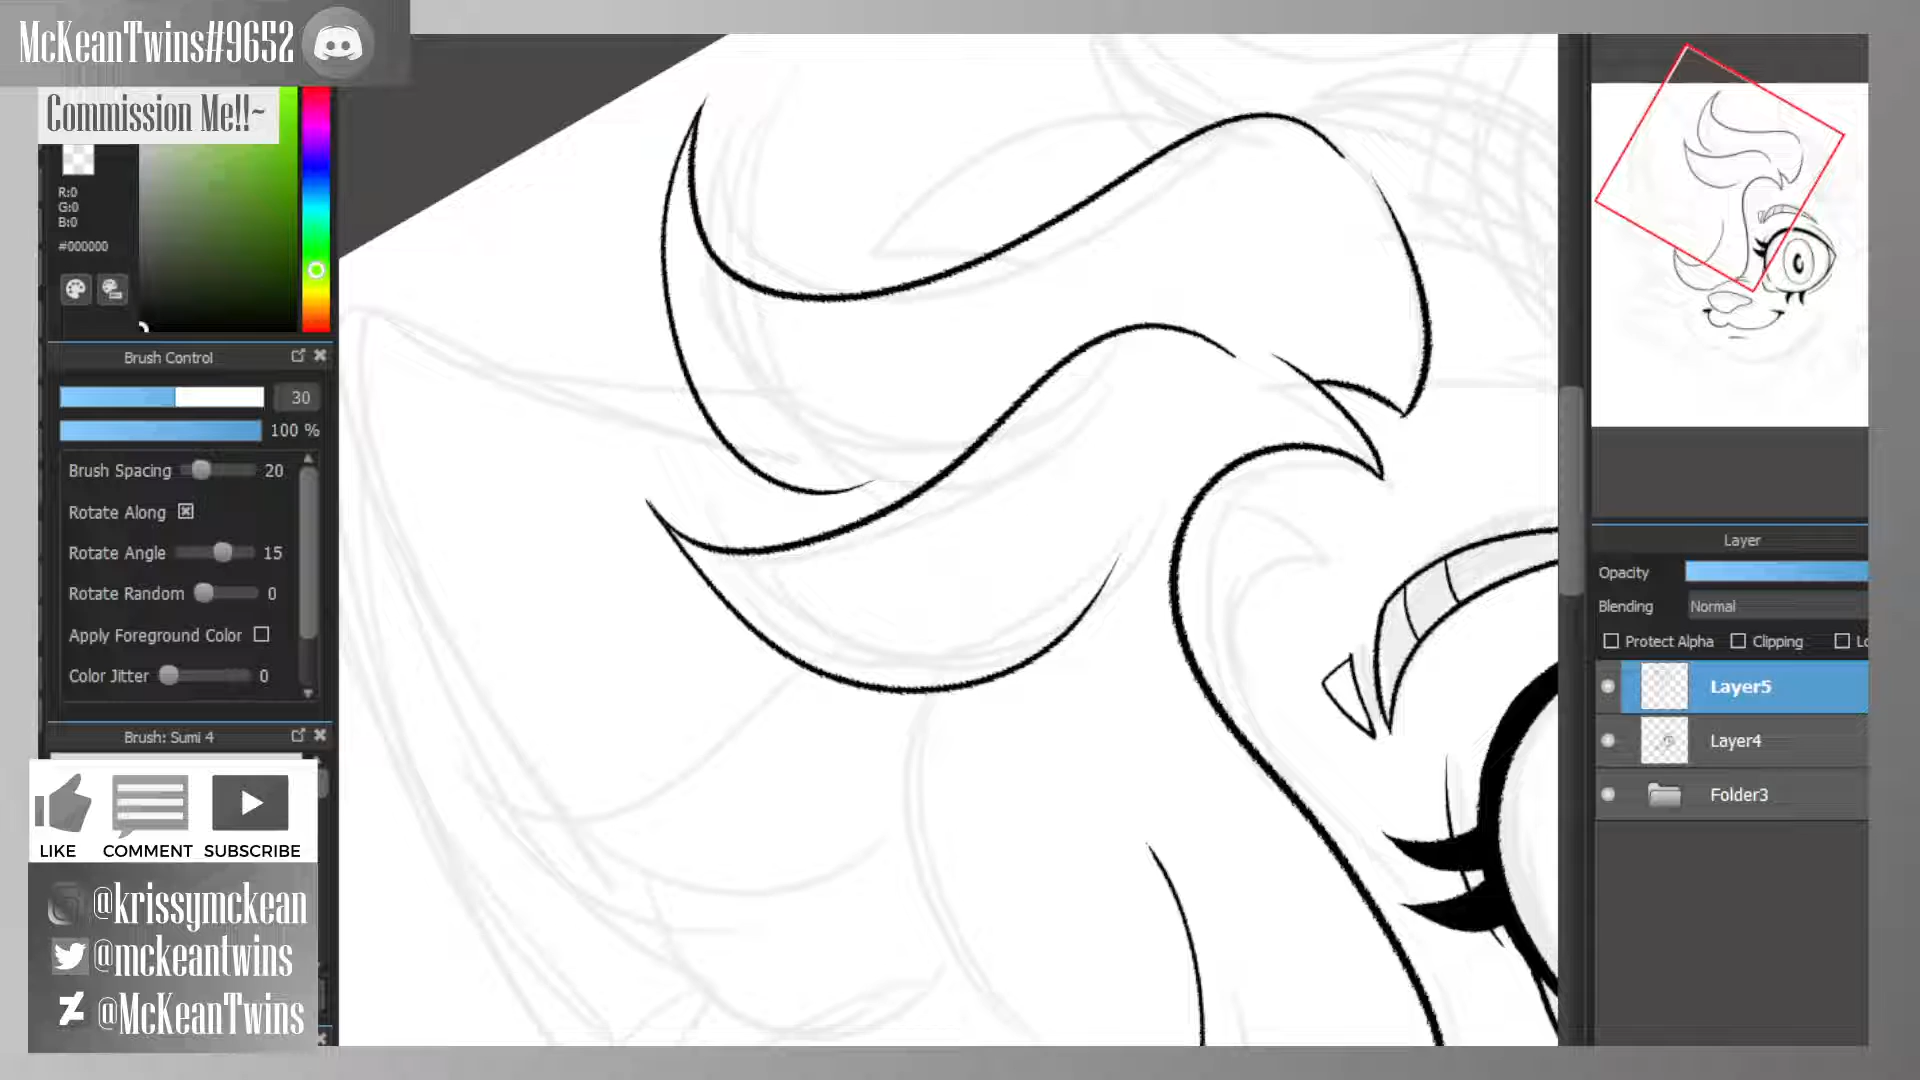 McKeanTwins#9652
Commission Me!!~
R:0
G:0
B:0
#000000
Brush Control
30
100 %
Brush Spacing 20
Rotate Along
Rotate Angle 15
Rotate Random 0
Apply Foreground Color
Color Jitter 0
Brush: Sumi 4
LIKE COMMENT SUBSCRIBE
@krissymckean
@mckeantwins
@McKeanTwins
Layer
Opacity
Blending Normal
Protect Alpha Clipping Lo
Layer5
Layer4
Folder3